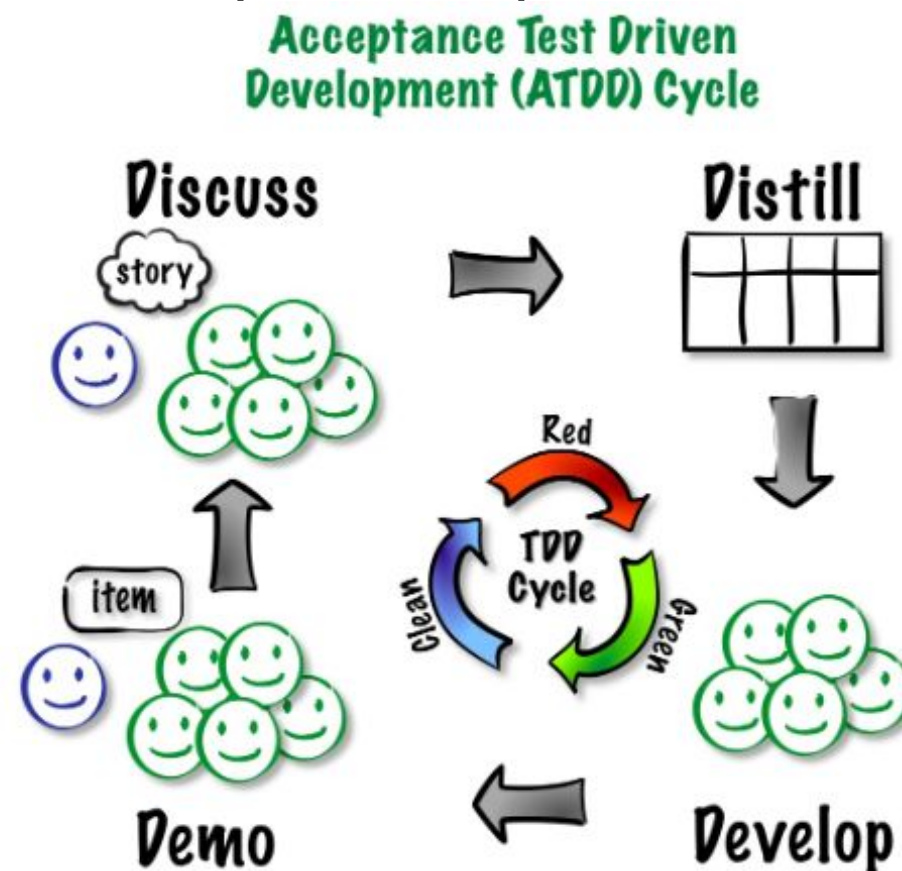 Acceptance Test Driven
Development (ATDD) Cycle
Discuss
Distill
story
Red
TDD
Cycle
Clean
Green
item
Demo
Develop